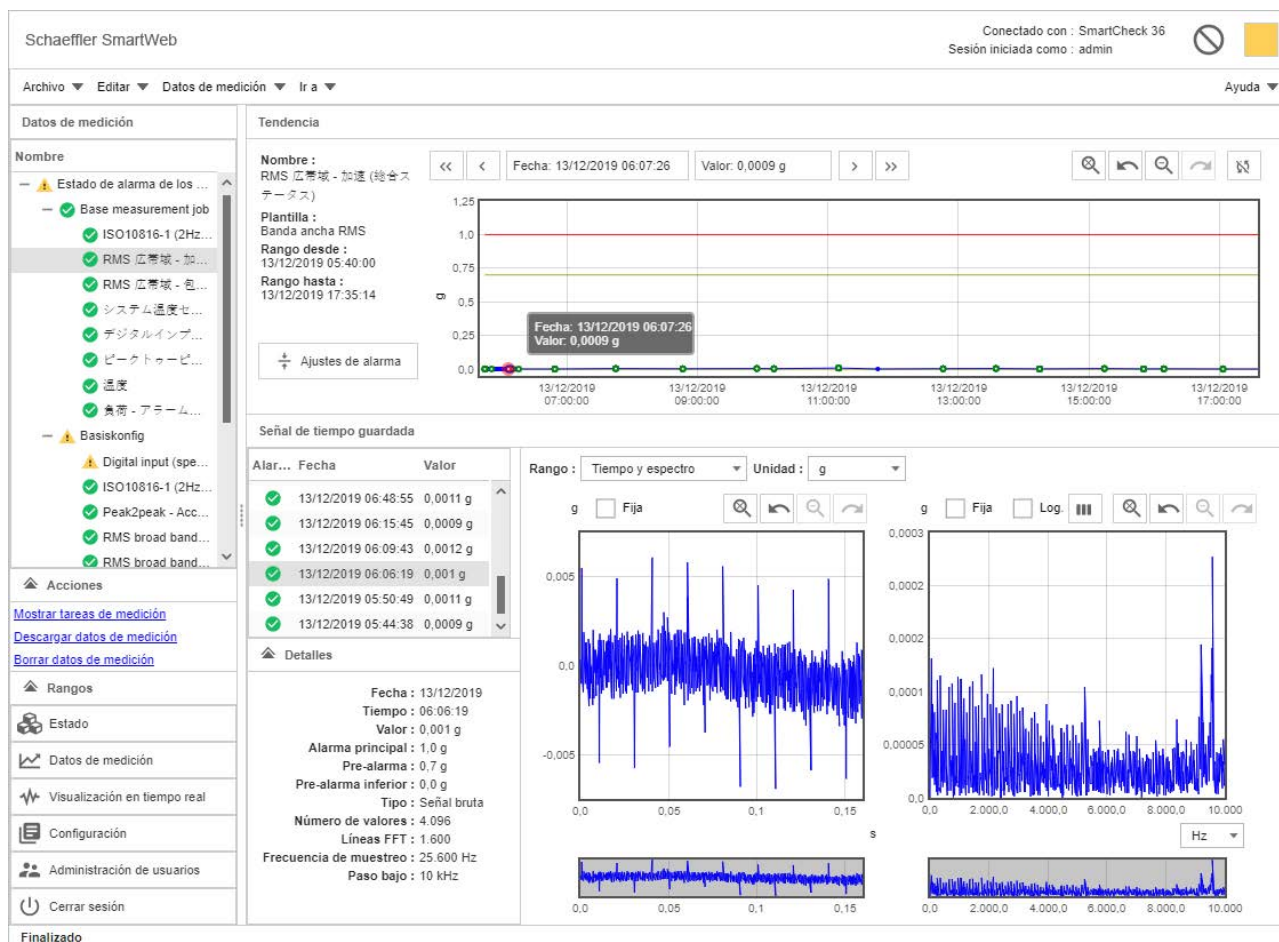 Schaeffler SmartWeb
Conectado con : SmartCheck 36
Sesión iniciada como : admin
Archivo Editar Datos de medición Ir a Ayuda
Datos de medición
Nombre
Estado de alarma de los ...
Base measurement job
ISO10816-1 (2Hz...
RMS 広帯域 - 加...
RMS 広帯域 - 包...
システム温度セ...
デジタルインプ...
ピークトゥーピ...
温度
負荷 - アラーム...
Basiskonfig
Digital input (spe...
ISO10816-1 (2Hz...
Peak2peak - Acc...
RMS broad band...
RMS broad band...
Acciones
Mostrar tareas de medición
Descargar datos de medición
Borrar datos de medición
Rangos
Estado
Datos de medición
Visualización en tiempo real
Configuración
Administración de usuarios
Cerrar sesión
Finalizado
Tendencia
Nombre :
RMS 広帯域 - 加速 (総合ス
テータス)
Plantilla :
Banda ancha RMS
Rango desde :
13/12/2019 05:40:00
Rango hasta :
13/12/2019 17:35:14
Ajustes de alarma
<< < Fecha: 13/12/2019 06:07:26 Valor: 0,0009 g > >>
1,25
1,0
0,75
0,5
0,25
0,0
g
Fecha: 13/12/2019 06:07:26
Valor: 0,0009 g
13/12/2019 13/12/2019 13/12/2019 13/12/2019 13/12/2019 13/12/2019
07:00:00 09:00:00 11:00:00 13:00:00 15:00:00 17:00:00
Señal de tiempo guardada
Alar... Fecha Valor
13/12/2019 06:48:55 0,0011 g
13/12/2019 06:15:45 0,0009 g
13/12/2019 06:09:43 0,0012 g
13/12/2019 06:06:19 0,001 g
13/12/2019 05:50:49 0,0011 g
13/12/2019 05:44:38 0,0009 g
Detalles
Fecha : 13/12/2019
Tiempo : 06:06:19
Valor : 0,001 g
Alarma principal : 1,0 g
Pre-alarma : 0,7 g
Pre-alarma inferior : 0,0 g
Tipo : Señal bruta
Número de valores : 4.096
Líneas FFT : 1.600
Frecuencia de muestreo : 25.600 Hz
Paso bajo : 10 kHz
Rango : Tiempo y espectro Unidad : g
g Fija
0,005
0,0
-0,005
0,0 0,05 0,1 0,15
s
0,0 0,05 0,1 0,15
g Fija Log.
0,0003
0,0002
0,0002
0,0001
0,00005
0,0
0,0 2.000,0 4.000,0 6.000,0 8.000,0 10.000
Hz
0,0 2.000,0 4.000,0 6.000,0 8.000,0 10.000